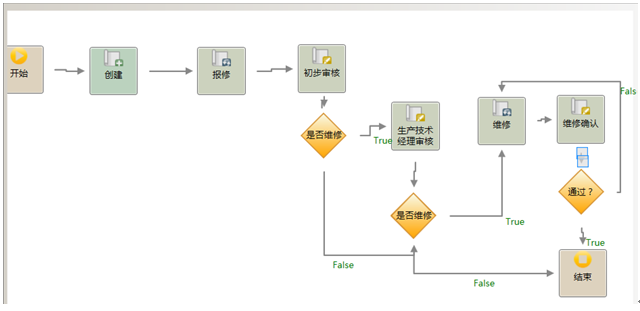 开始
创建
报修
初步审核
是否维修
True
生产技术
经理审核
维修
维修确认
Fals
通过？
是否维修
True
True
False
False
结束